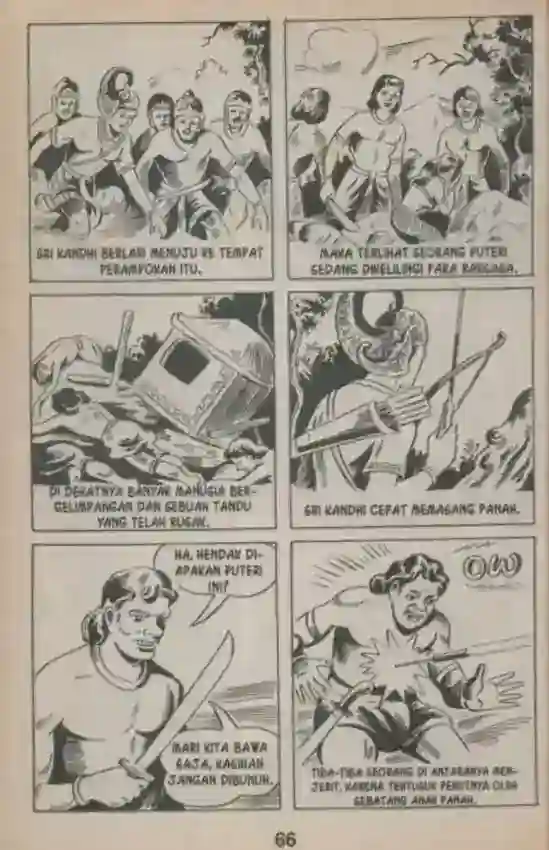 SRI KANDHI BERLARI MENUJU KE TEMPAT
PERAMPOKAN ITU.
MAKA TERLIHAT SEORANG PUTERI
SEDANG DIKELILINGI PARA
DI DEKATNYA BANYAK MANUSIA BER-
GELIMPANGAN DAN SEBUAH TANDU
YANG TELAH RUSAK.
SRI KANDHI CEPAT MEMASANG PANAH.
HA, HENDAK DI-
APAKAN PUTERI
INI?
MARI KITA BAWA
SAJA, KASIHAN
JANGAN DIBUNUH.
OW
TIBA-TIBA SEORANG DI ANTARANYA MEN-
JERIT, KARENA TERTUSUK PERUTNYA OLEH
SEBATANG ANAK PANAH.
66